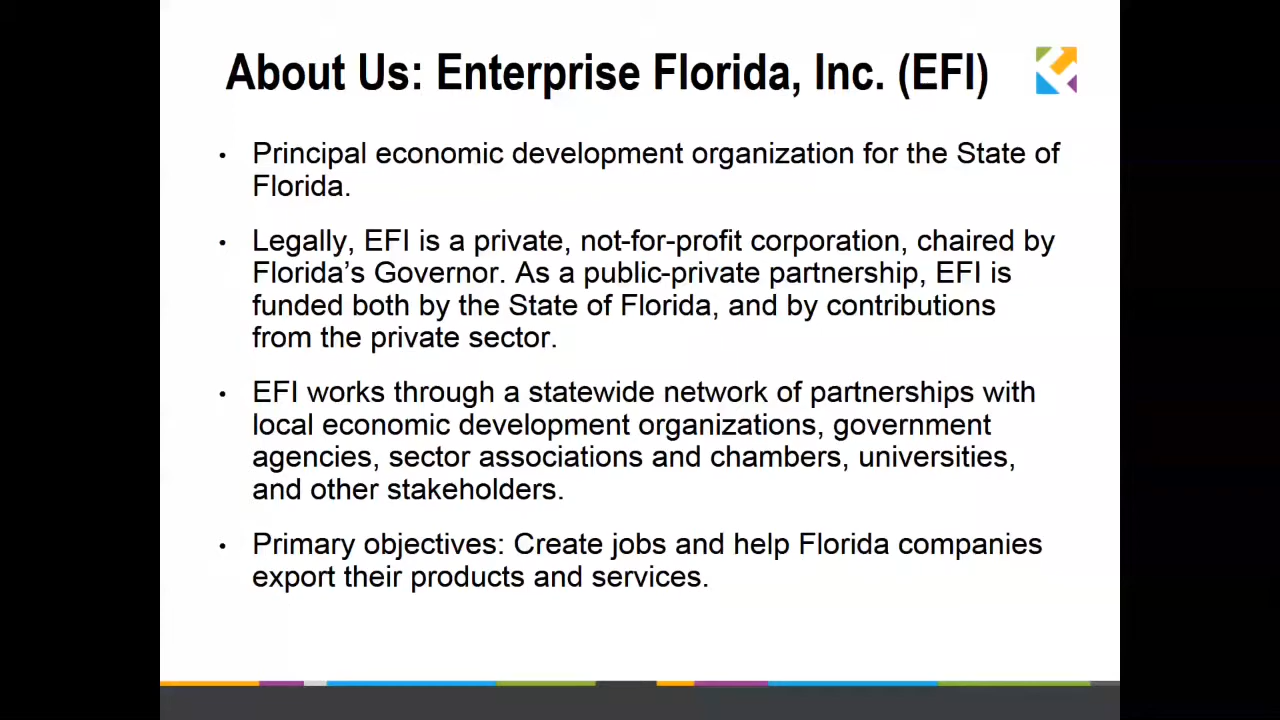 About Us: Enterprise Florida, Inc. (EFI)
• Principal economic development organization for the State of
Florida.
• Legally, EFI is a private, not-for-profit corporation, chaired by
Florida’s Governor. As a public-private partnership, EFI is
funded both by the State of Florida, and by contributions
from the private sector.
• EFI works through a statewide network of partnerships with
local economic development organizations, government
agencies, sector associations and chambers, universities,
and other stakeholders.
• Primary objectives: Create jobs and help Florida companies
export their products and services.